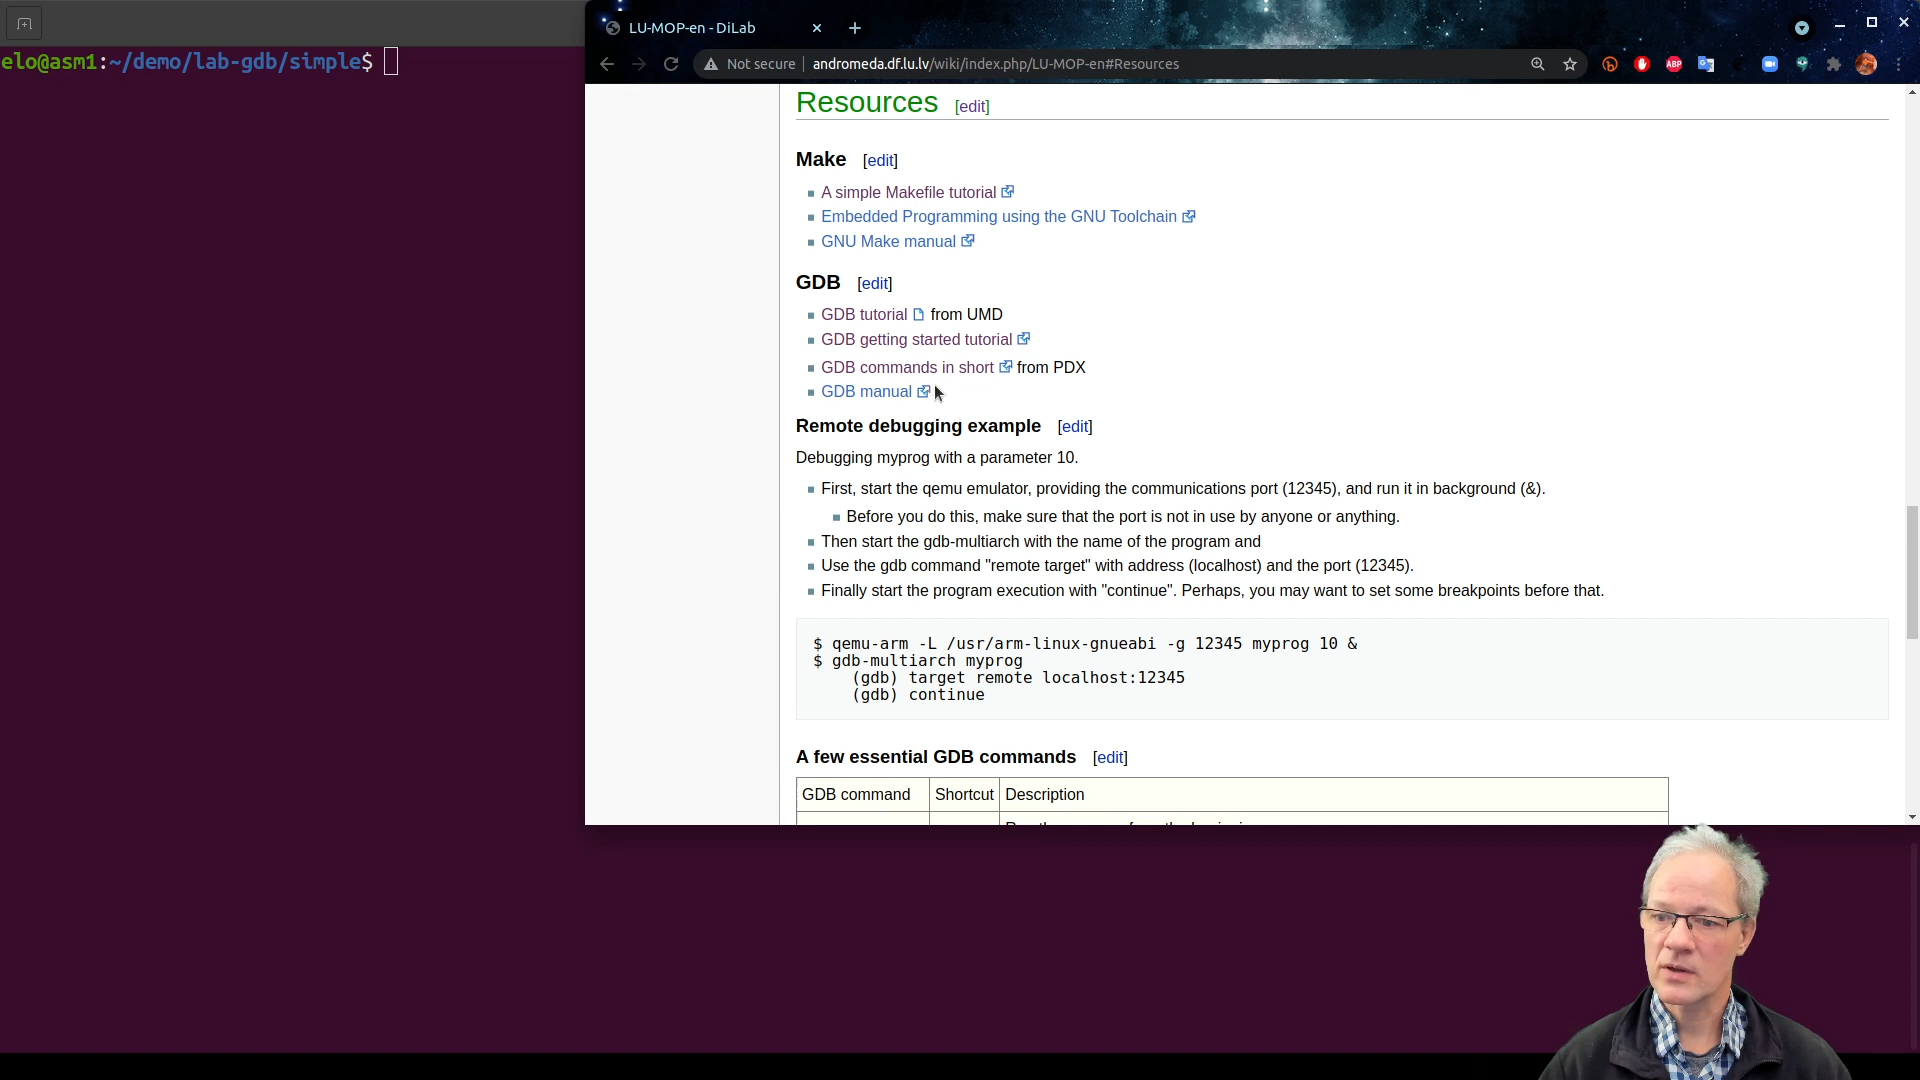 elo@asm1:~/demo/lab-gdb/simple$
LU-MOP-en - DiLab
Not secure andromeda.df.lu.lv/wiki/index.php/LU-MOP-en#Resources
ABP
Resources [edit]
Make [edit]
A simple Makefile tutorial
Embedded Programming using the GNU Toolchain
GNU Make manual
GDB [edit]
GDB tutorial from UMD
GDB getting started tutorial
GDB commands in short from PDX
GDB manual
Remote debugging example [edit]
Debugging myprog with a parameter 10.
First, start the qemu emulator, providing the communications port (12345), and run it in background (&).
Before you do this, make sure that the port is not in use by anyone or anything.
Then start the gdb-multiarch with the name of the program and
Use the gdb command "remote target" with address (localhost) and the port (12345).
Finally start the program execution with "continue". Perhaps, you may want to set some breakpoints before that.
$ qemu-arm -L /usr/arm-linux-gnueabi -g 12345 myprog 10 &
$ gdb-multiarch myprog
(gdb) target remote localhost:12345
(gdb) continue
A few essential GDB commands [edit]
GDB command Shortcut Description